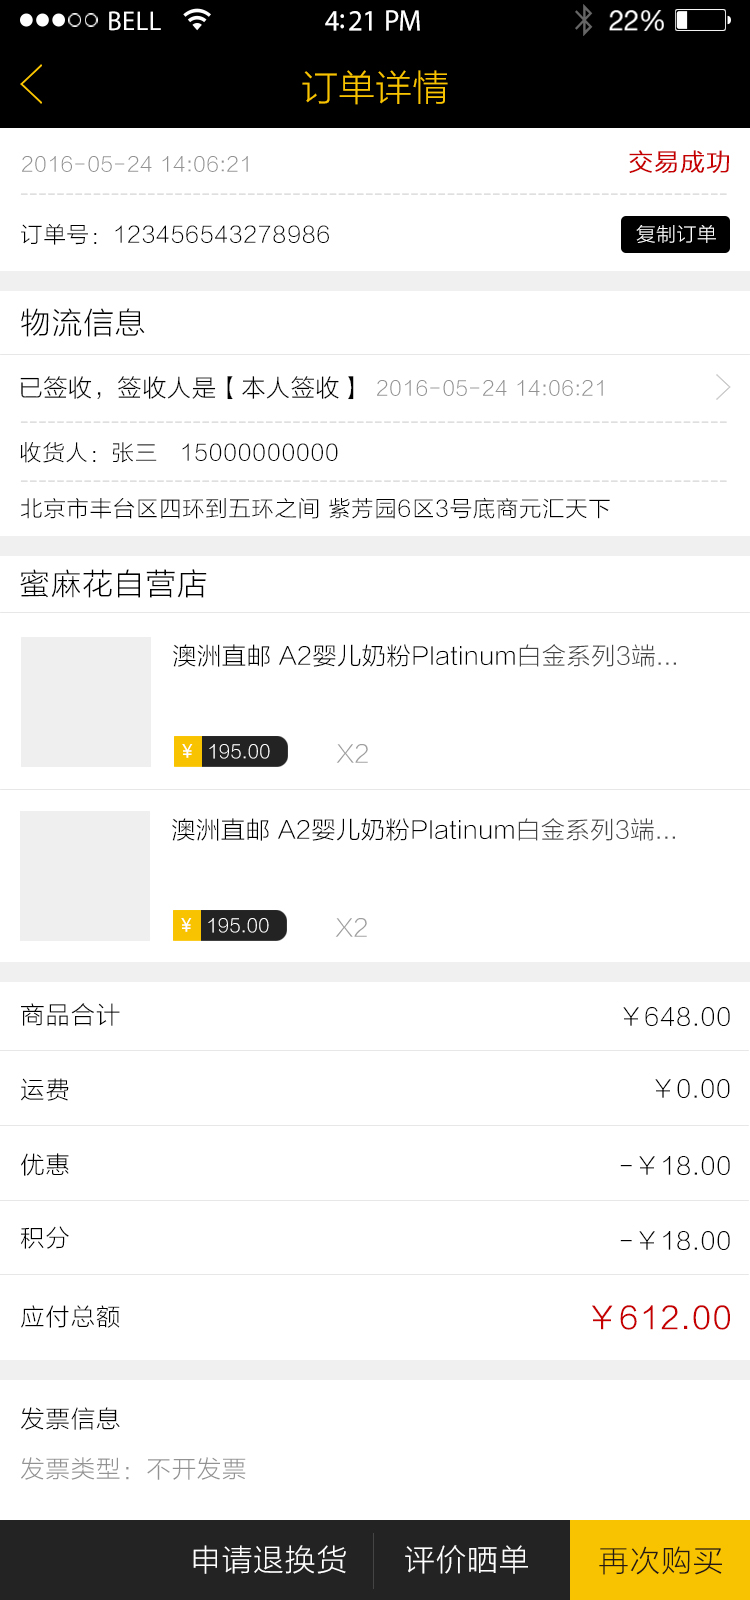 BELL 4:21 PM 22%
订单详情
2016-05-24 14:06:21 交易成功
订单号：123456543278986 复制订单
物流信息
已签收，签收人是【本人签收】 2016-05-24 14:06:21
收货人：张三 15000000000
北京市丰台区四环到五环之间 紫芳园6区3号底商元汇天下
蜜麻花自营店
澳洲直邮 A2婴儿奶粉Platinum白金系列3端...
¥ 195.00 X2
澳洲直邮 A2婴儿奶粉Platinum白金系列3端...
¥ 195.00 X2
商品合计 ¥648.00
运费 ¥0.00
优惠 -¥18.00
积分 -¥18.00
应付总额 ¥612.00
发票信息
发票类型：不开发票
申请退换货 评价晒单 再次购买